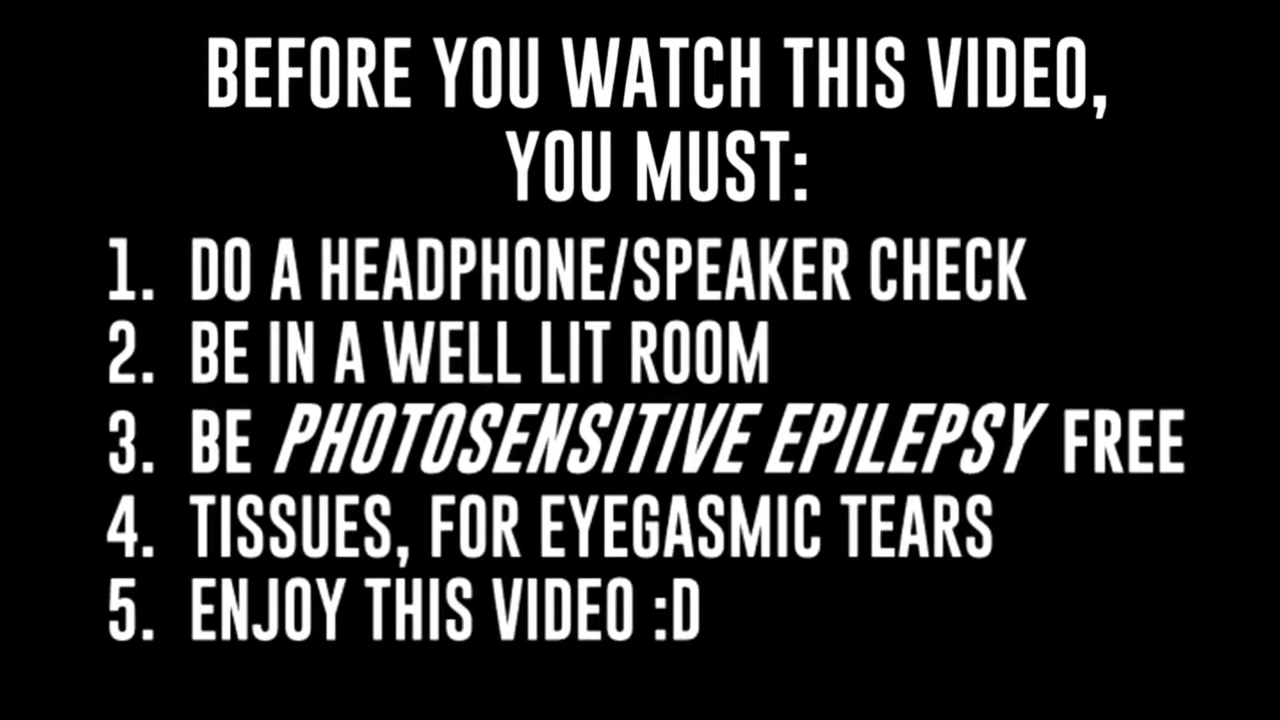 BEFORE YOU WATCH THIS VIDEO,
YOU MUST:
1. DO A HEADPHONE/SPEAKER CHECK
2. BE IN A WELL LIT ROOM
3. BE PHOTOSENSITIVE EPILEPSY FREE
4. TISSUES, FOR EYEGASMIC TEARS
5. ENJOY THIS VIDEO :D